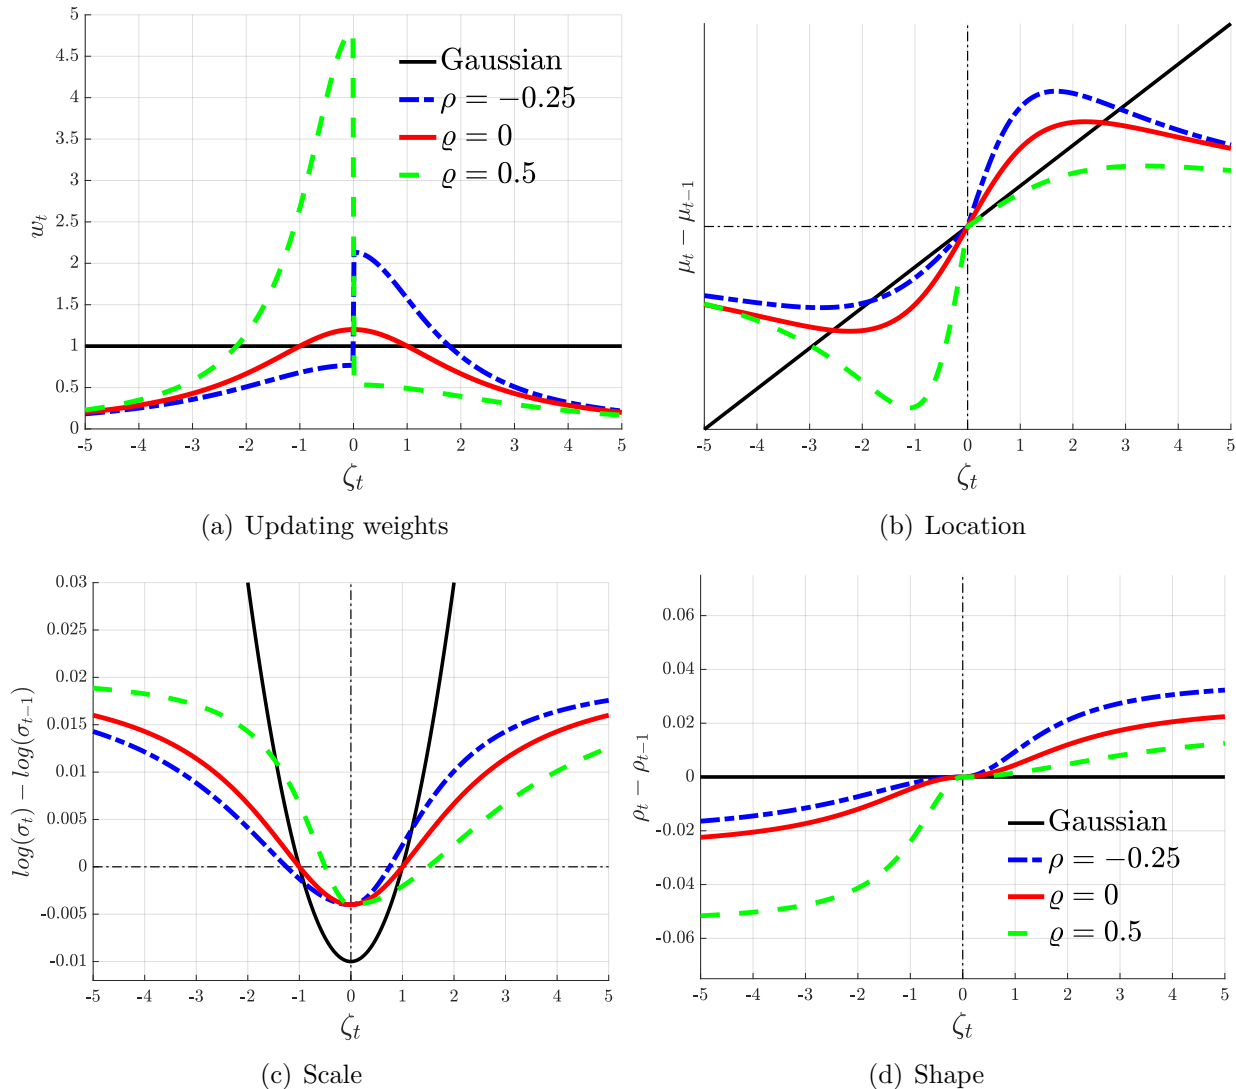 5
4.5
4
3.5
3
2.5
2
1.5
1
0.5
0
w_t
Gaussian
ρ = −0.25
ϱ = 0
ϱ = 0.5
-5 -4 -3 -2 -1 0 1 2 3 4 5
ζ_t
(a) Updating weights
μ_t − μ_{t−1}
-5 -4 -3 -2 -1 0 1 2 3 4 5
ζ_t
(b) Location
0.03
0.025
0.02
0.015
0.01
0.005
0
-0.005
-0.01
log(σ_t) − log(σ_{t−1})
-5 -4 -3 -2 -1 0 1 2 3 4 5
ζ_t
(c) Scale
0.06
0.04
0.02
0
-0.02
-0.04
-0.06
ρ_t − ρ_{t−1}
Gaussian
ρ = −0.25
ϱ = 0
ϱ = 0.5
-5 -4 -3 -2 -1 0 1 2 3 4 5
ζ_t
(d) Shape